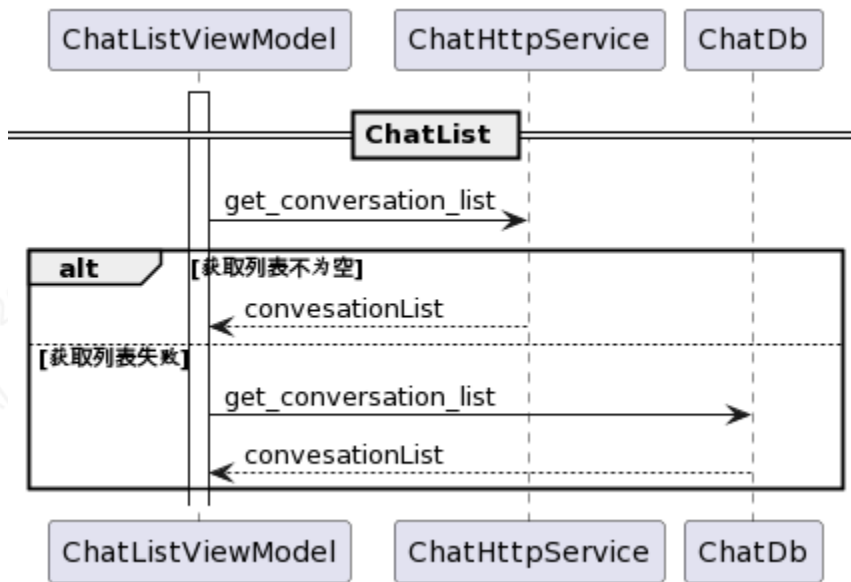 ChatListViewModel ChatHttpService ChatDb
ChatList
get_conversation_list
alt [获取列表不为空]
convesationList
[获取列表失败]
get_conversation_list
convesationList
ChatListViewModel ChatHttpService ChatDb